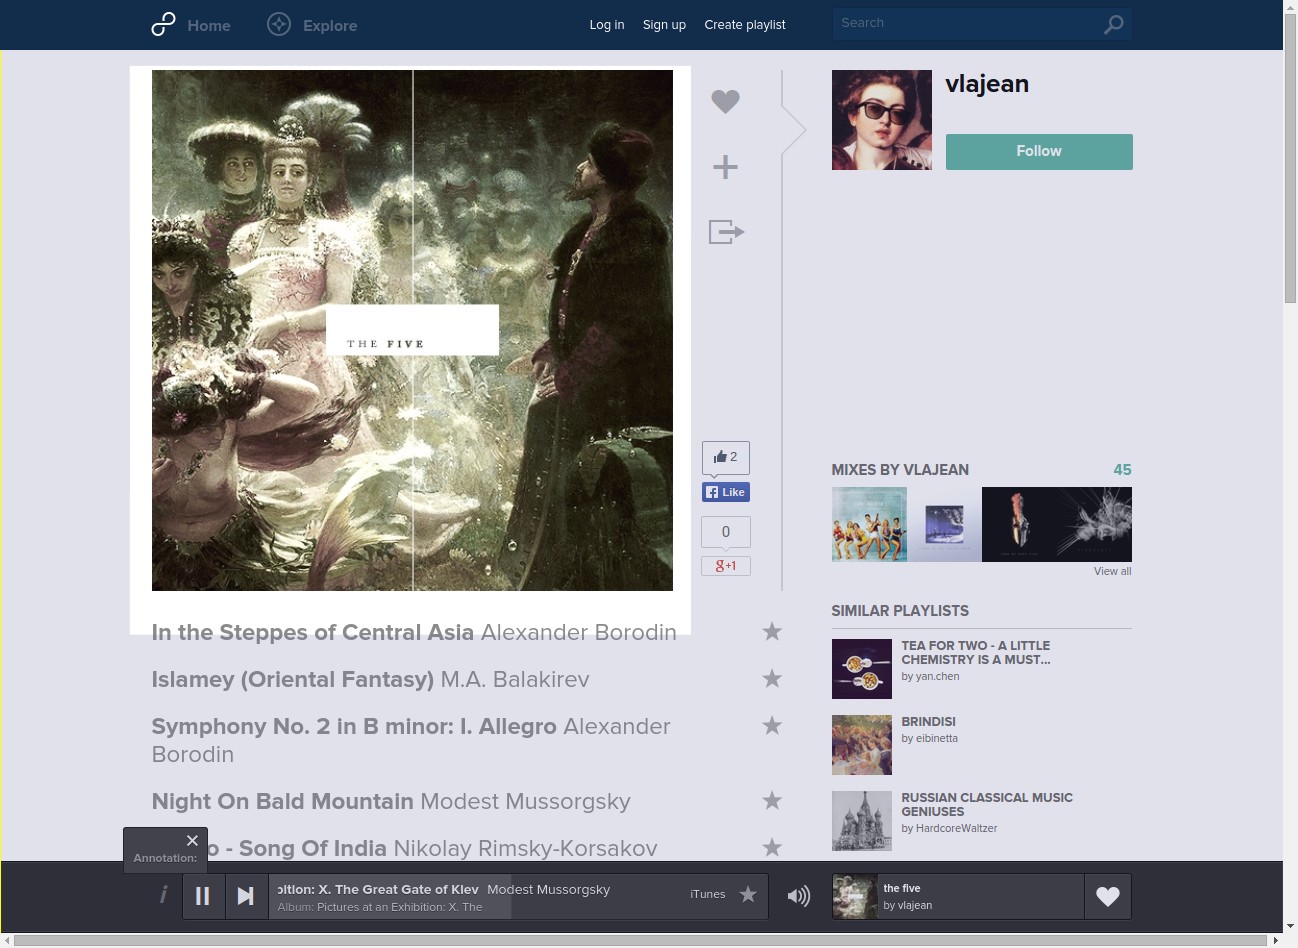 Home
Explore
Log in
Sign up
Create playlist
Search
THE FIVE
vlajean
Follow
2
Like
0
g+1
MIXES BY VLAJEAN
45
View all
SIMILAR PLAYLISTS
TEA FOR TWO - A LITTLE
CHEMISTRY IS A MUST...
by yan.chen
BRINDISI
by eibinetta
RUSSIAN CLASSICAL MUSIC
GENIUSES
by HardcoreWaltzer
In the Steppes of Central Asia Alexander Borodin
Islamey (Oriental Fantasy) M.A. Balakirev
Symphony No. 2 in B minor: I. Allegro Alexander
Borodin
Night On Bald Mountain Modest Mussorgsky
o - Song Of India Nikolay Rimsky-Korsakov
Annotation:
ition: X. The Great Gate of Kiev Modest Mussorgsky
Album: Pictures at an Exhibition: X. The
iTunes
the five
by vlajean